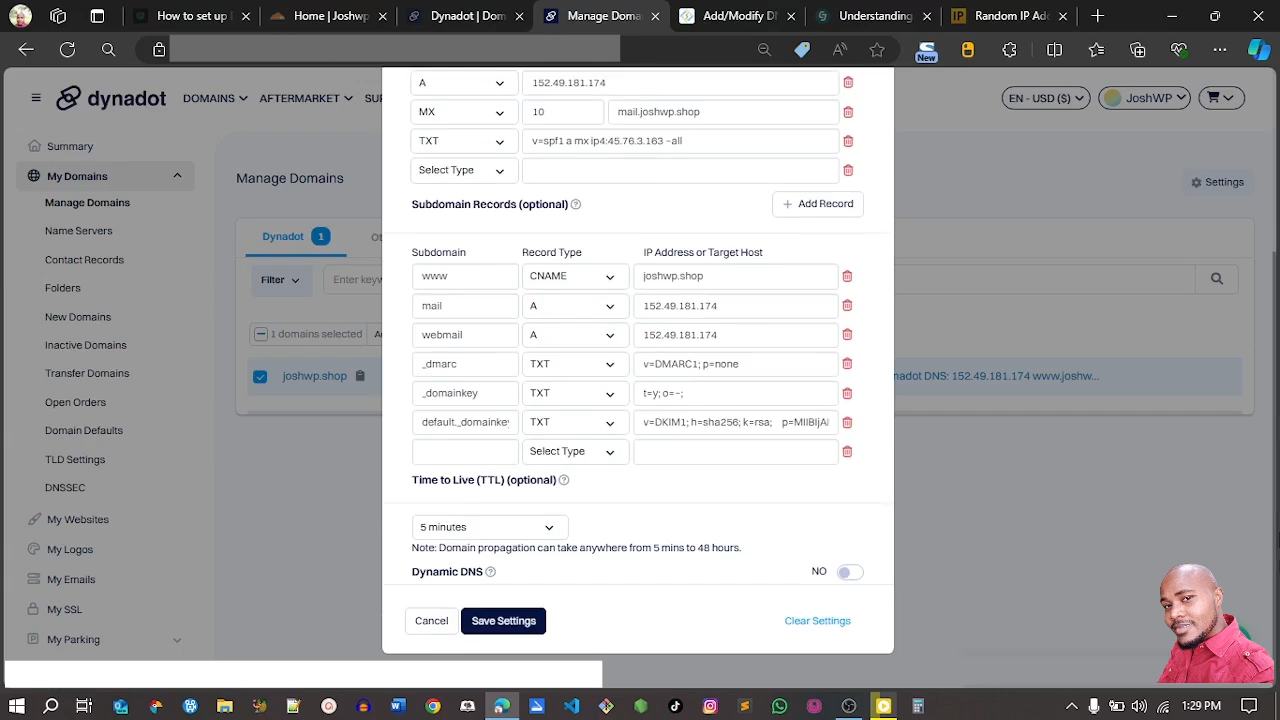 How to set up
Home | Joshwp
Dynadot | Dom
Manage Doma
Add/Modify D
Understanding
Random IP Ad
New
dynadot
DOMAINS
AFTERMARKET
EN - USD ($)
JoshWP
Summary
My Domains
Manage Domains
Name Servers
Contact Records
Folders
New Domains
Inactive Domains
Transfer Domains
Open Orders
Domain Defaults
TLD Settings
DNSSEC
My Websites
My Logos
My Emails
My SSL
My Parking
Manage Domains
Settings
Dynadot 1
Filter
1 domains selected
joshwp.shop
DNS: 152.49.181.174 www.joshw...
A 152.49.181.174
MX 10 mail.joshwp.shop
TXT v=spf1 a mx ip4:45.76.3.163 ~all
Select Type
Subdomain Records (optional)
Add Record
Subdomain Record Type IP Address or Target Host
www CNAME joshwp.shop
mail A 152.49.181.174
webmail A 152.49.181.174
_dmarc TXT v=DMARC1; p=none
_domainkey TXT t=y; o=~;
default._domainkey TXT v=DKIM1; h=sha256; k=rsa; p=MIIBIjA
Select Type
Time to Live (TTL) (optional)
5 minutes
Note: Domain propagation can take anywhere from 5 mins to 48 hours.
Dynamic DNS NO
Cancel Save Settings Clear Settings
1:22 PM